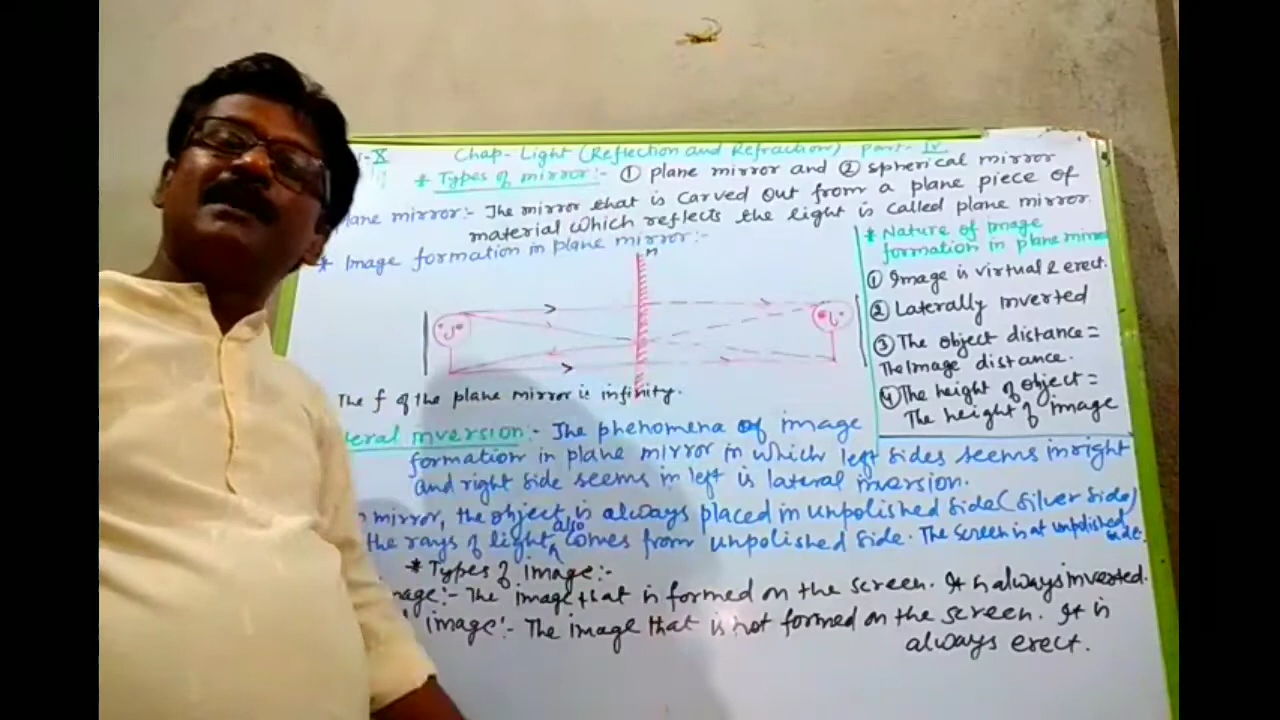 -X Chap- Light (Reflection and Refraction) Part- IV
* Types of mirror:- ① plane mirror and ② spherical mirror
lane mirror:- The mirror that is carved out from a plane piece of
material which reflects the light is called plane mirror
* Image formation in plane mirror:-
M
The f of the plane mirror is infinity.
* Nature of image
formation in plane mirror
① Image is virtual & erect.
② Laterally inverted
③ The object distance =
The Image distance.
④ The height of object =
The height of image
teral inversion:- The phenomena of image
formation in plane mirror in which left sides seems in right
and right side seems in left is lateral inversion.
mirror, the object is always placed in unpolished side (silver side)
the rays of light also comes from unpolished side. The screen is at unpolished
side.
* Types of image:-
mage:- The image that is formed on the screen. It is always inverted.
image:- The image that is not formed on the screen. It is
always erect.